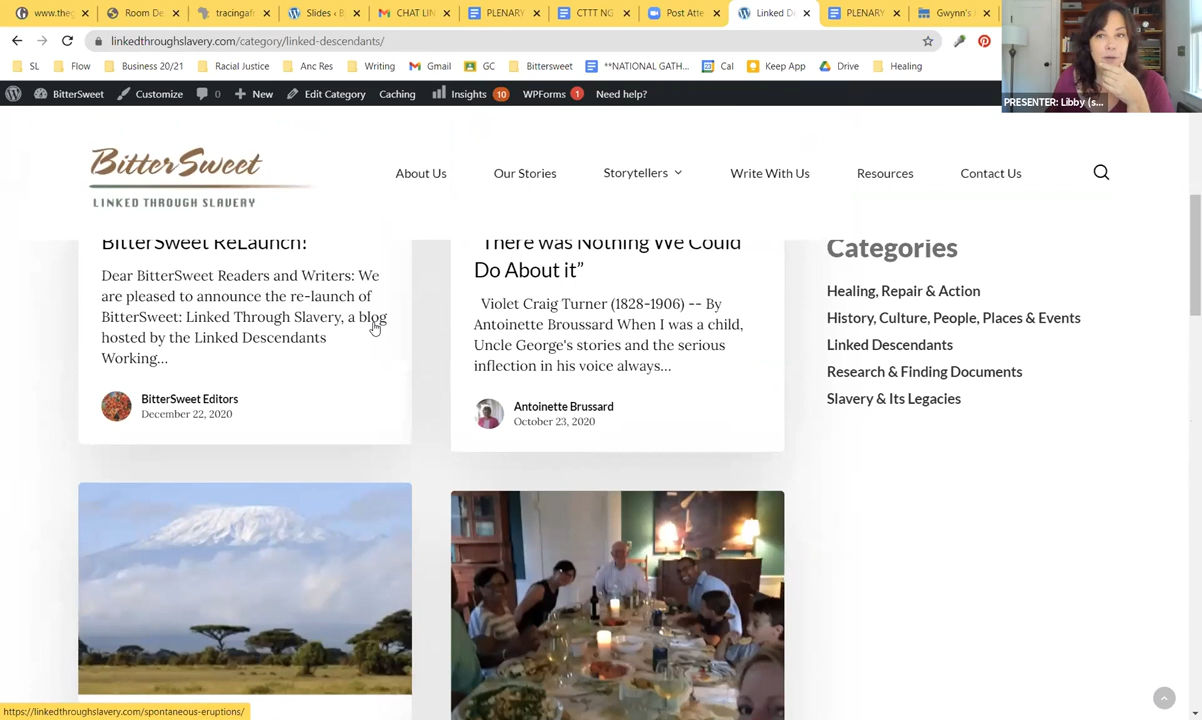 www.the
Room De
tracingaf
Slides ‹ B
CHAT LIN
PLENARY
CTTT NG
Post Atte
Linked D
PLENARY
Gwynn's
linkedthroughslavery.com/category/linked-descendants/
SL
Flow
Business 20/21
Racial Justice
Anc Res
Writing
Gmail
GC
Bittersweet
**NATIONAL GATH...
Cal
Keep App
Drive
Healing
BitterSweet
Customize
0
New
Edit Category
Caching
Insights 10
WPForms 1
Need help?
PRESENTER: Libby (s...
BitterSweet
LINKED THROUGH SLAVERY
About Us
Our Stories
Storytellers
Write With Us
Resources
Contact Us
BitterSweet ReLaunch!
Dear BitterSweet Readers and Writers: We
are pleased to announce the re-launch of
BitterSweet: Linked Through Slavery, a blog
hosted by the Linked Descendants
Working...
BitterSweet Editors
December 22, 2020
"There was Nothing We Could
Do About it”
Violet Craig Turner (1828-1906) -- By
Antoinette Broussard When I was a child,
Uncle George's stories and the serious
inflection in his voice always...
Antoinette Brussard
October 23, 2020
Categories
Healing, Repair & Action
History, Culture, People, Places & Events
Linked Descendants
Research & Finding Documents
Slavery & Its Legacies
https://linkedthroughslavery.com/spontaneous-eruptions/